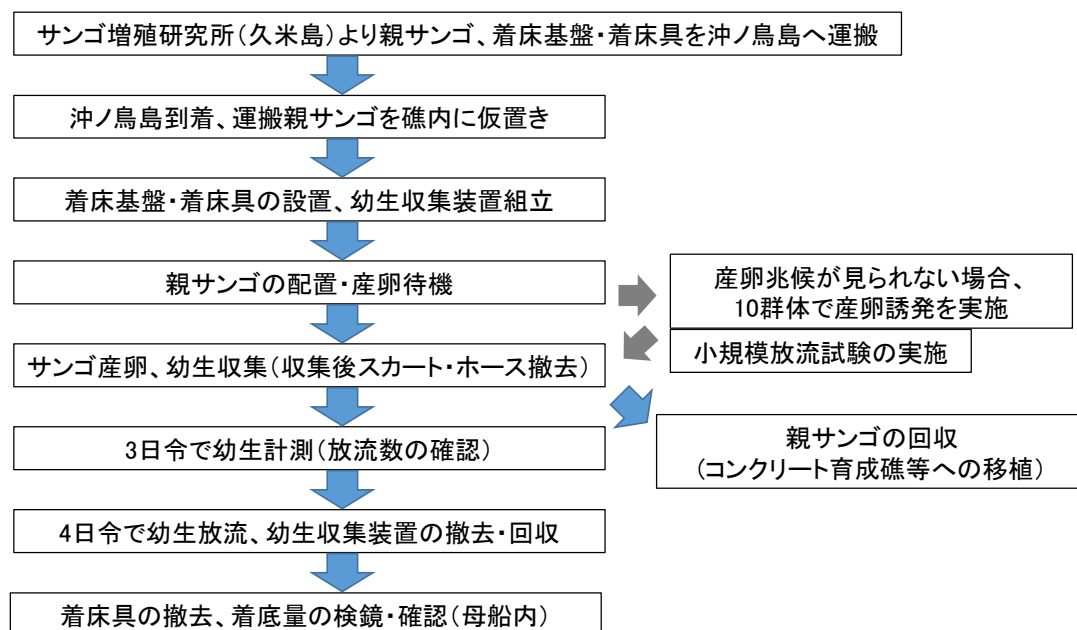 サンゴ増殖研究所(久米島)より親サンゴ、着床基盤・着床具を沖ノ鳥島へ運搬
沖ノ鳥島到着、運搬親サンゴを礁内に仮置き
着床基盤・着床具の設置、幼生収集装置組立
親サンゴの配置・産卵待機
産卵兆候が見られない場合、
10群体で産卵誘発を実施
小規模放流試験の実施
サンゴ産卵、幼生収集(収集後スカート・ホース撤去)
3日令で幼生計測(放流数の確認)
親サンゴの回収
(コンクリート育成礁等への移植)
4日令で幼生放流、幼生収集装置の撤去・回収
着床具の撤去、着底量の検鏡・確認(母船内)